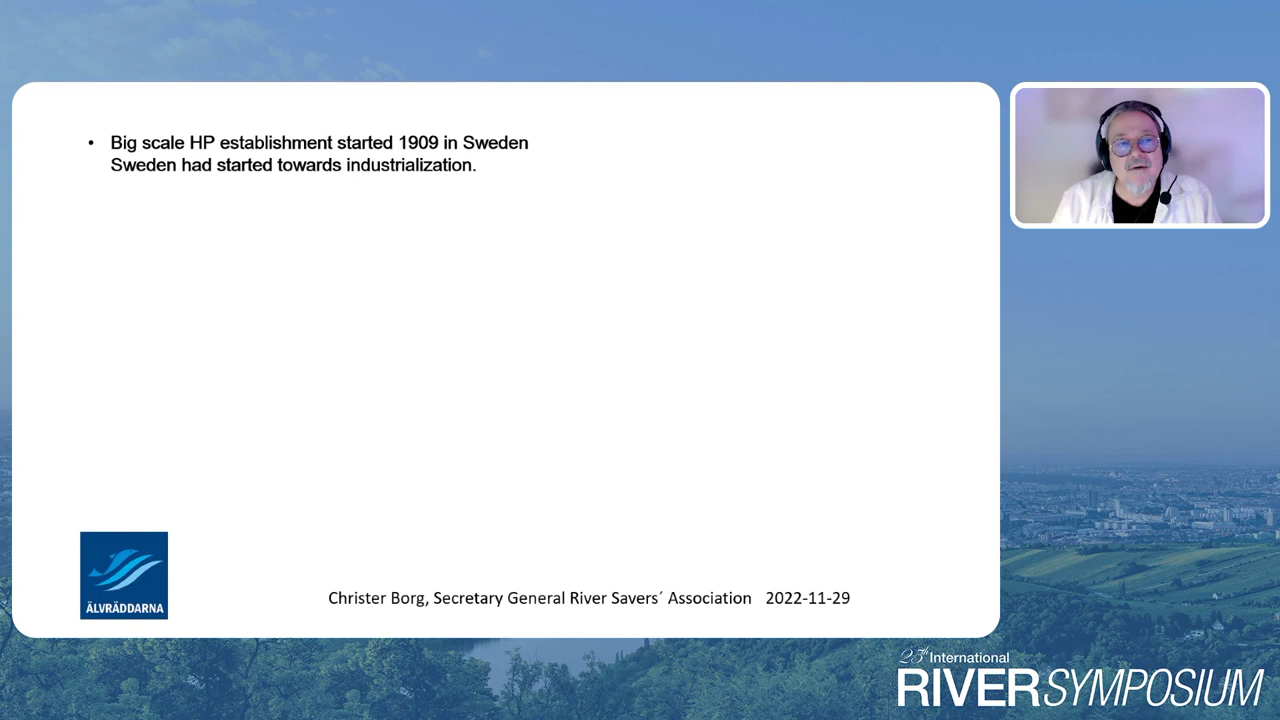 • Big scale HP establishment started 1909 in Sweden
Sweden had started towards industrialization.
ÄLVRÄDDARNA
Christer Borg, Secretary General River Savers´ Association 2022-11-29
25th International
RIVERSYMPOSIUM